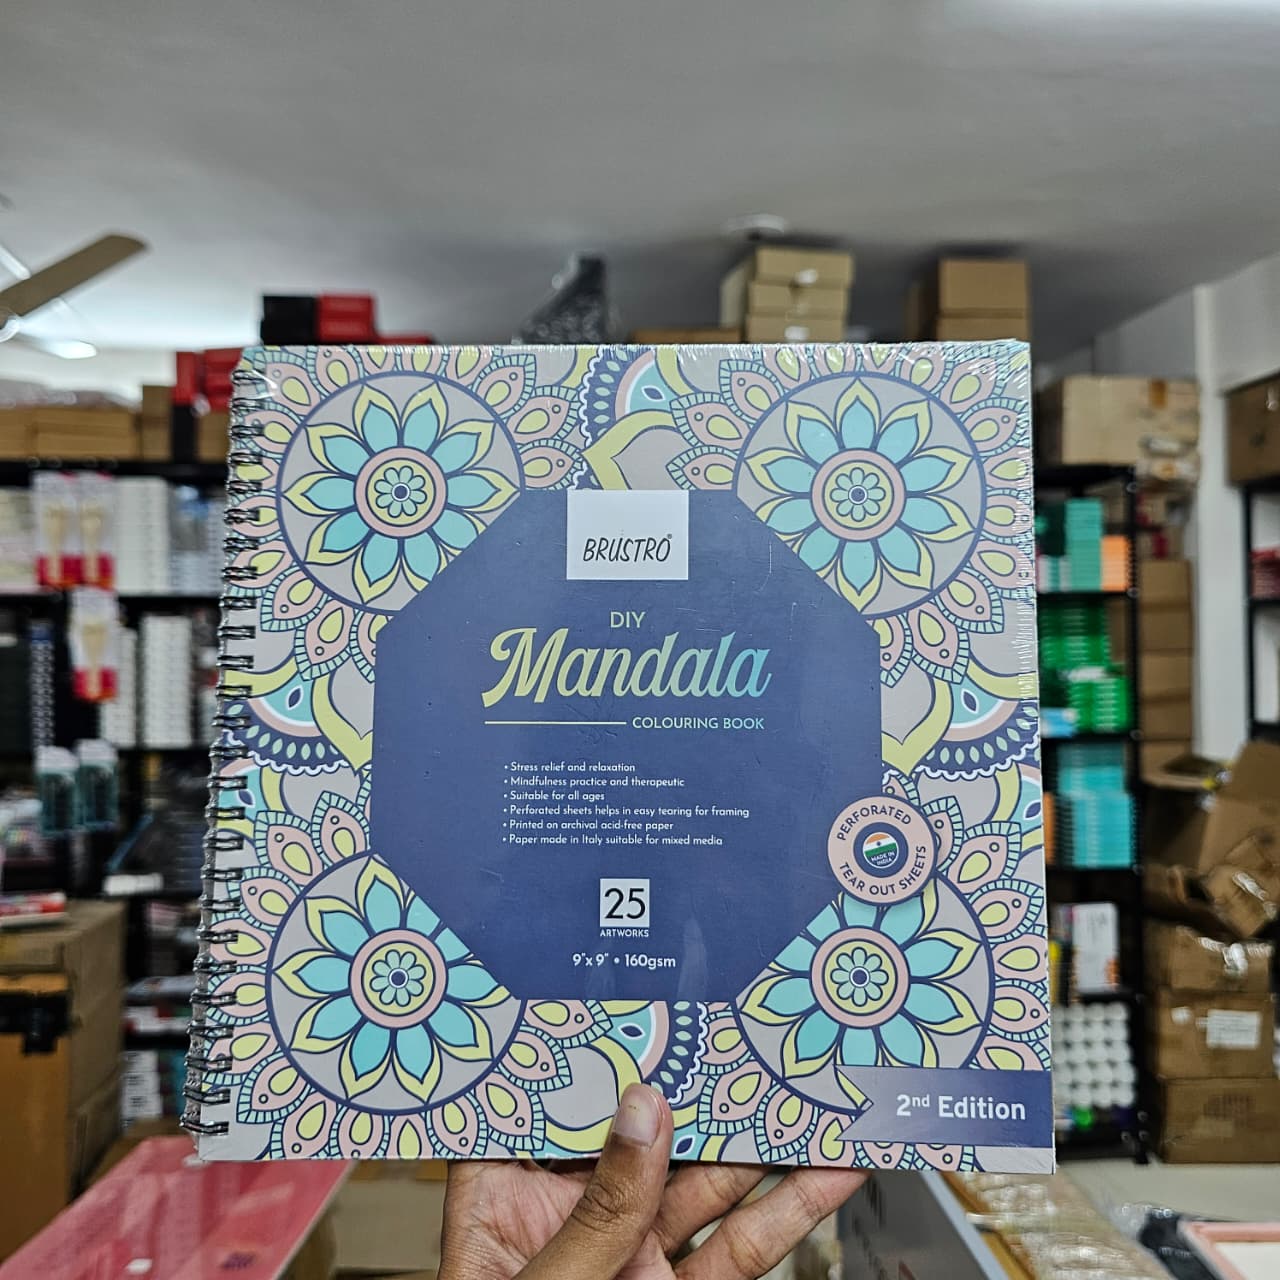 BRUSTRO®
DIY
Mandala
COLOURING BOOK
• Stress relief and relaxation
• Mindfulness practice and therapeutic
• Suitable for all ages
• Perforated sheets helps in easy tearing for framing
• Printed on archival acid-free paper
• Paper made in Italy suitable for mixed media
PERFORATED
MADE IN
INDIA
TEAR OUT SHEETS
25
ARTWORKS
9"x 9" • 160gsm
2nd Edition